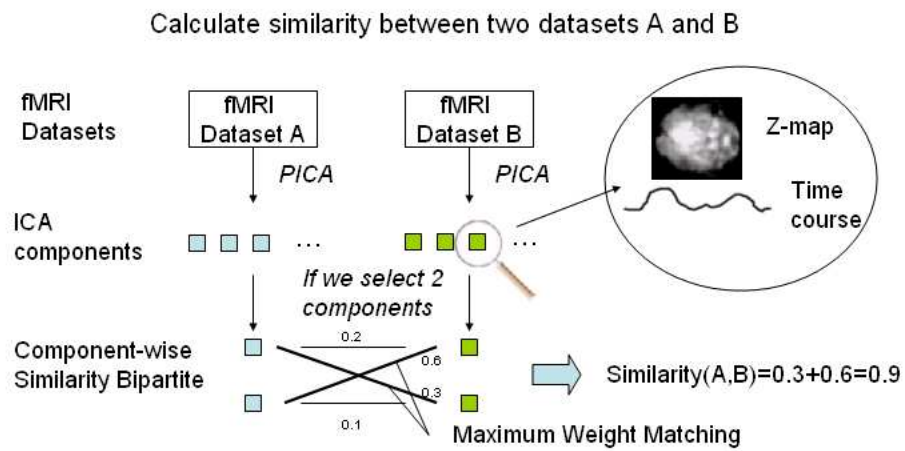 Calculate similarity between two datasets A and B
fMRI
Datasets
fMRI
Dataset A
fMRI
Dataset B
Z-map
Time
course
PICA
PICA
ICA
components
...
...
If we select 2
components
Component-wise
Similarity Bipartite
0.2
0.6
0.3
0.1
Similarity(A,B)=0.3+0.6=0.9
Maximum Weight Matching